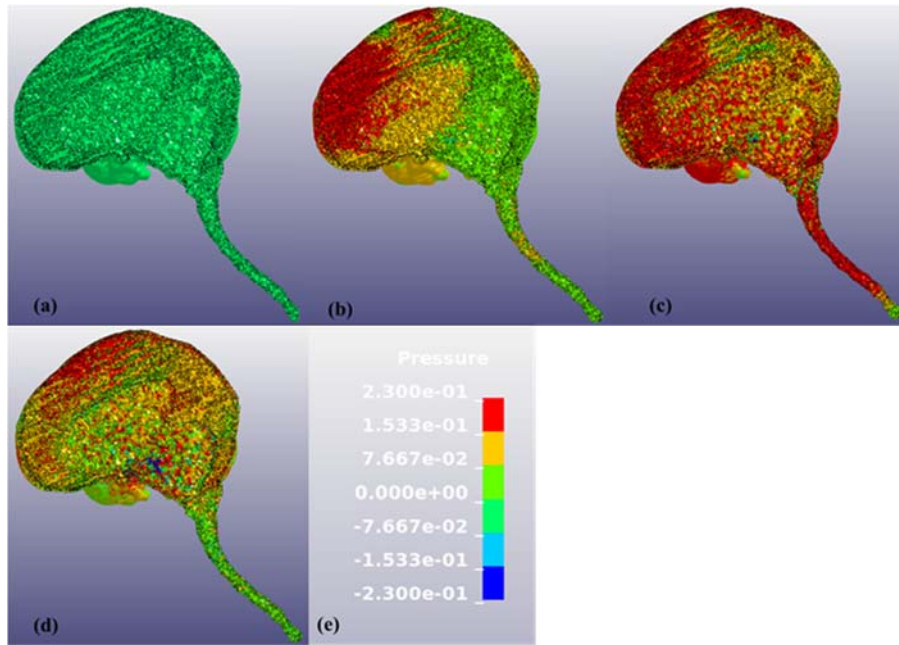 (a)
(b)
(c)
(d)
(e)
Pressure
2.300e-01
1.533e-01
7.667e-02
0.000e+00
-7.667e-02
-1.533e-01
-2.300e-01